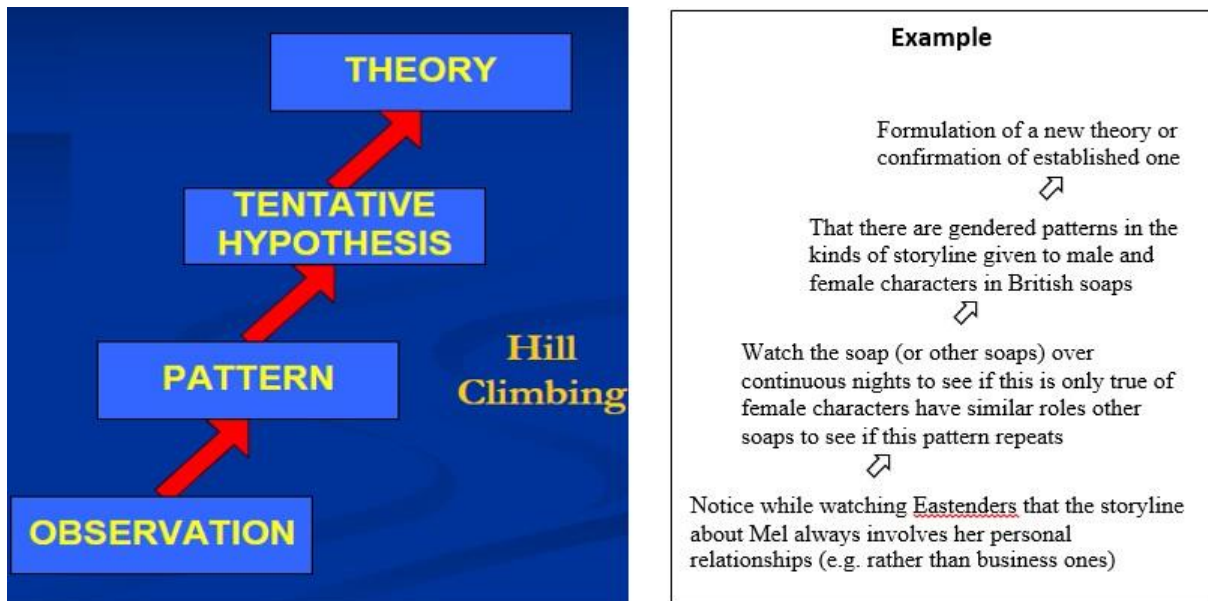 THEORY
TENTATIVE
HYPOTHESIS
PATTERN
OBSERVATION
Hill
Climbing
Example
Formulation of a new theory or
confirmation of established one
That there are gendered patterns in the
kinds of storyline given to male and
female characters in British soaps
Watch the soap (or other soaps) over
continuous nights to see if this is only true of
female characters have similar roles other
soaps to see if this pattern repeats
Notice while watching Eastenders that the storyline
about Mel always involves her personal
relationships (e.g. rather than business ones)